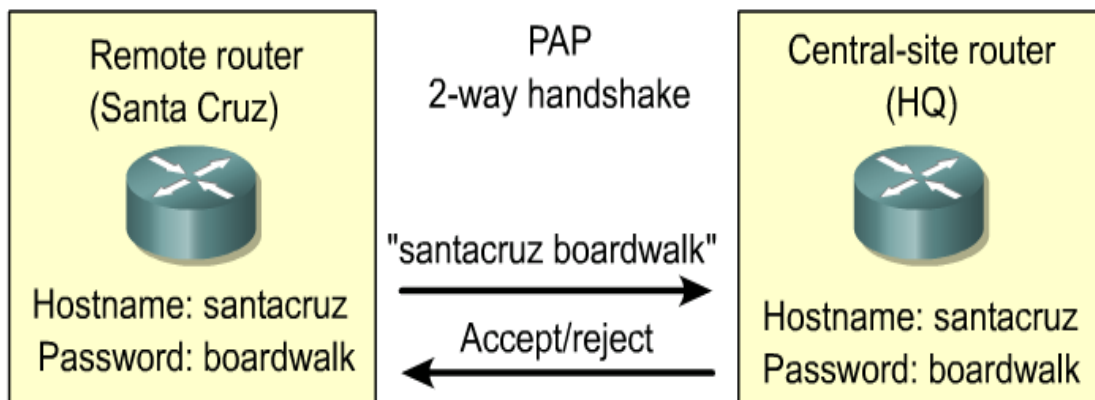 Remote router
(Santa Cruz)
Hostname: santacruz
Password: boardwalk
PAP
2-way handshake
"santacruz boardwalk"
Accept/reject
Central-site router
(HQ)
Hostname: santacruz
Password: boardwalk